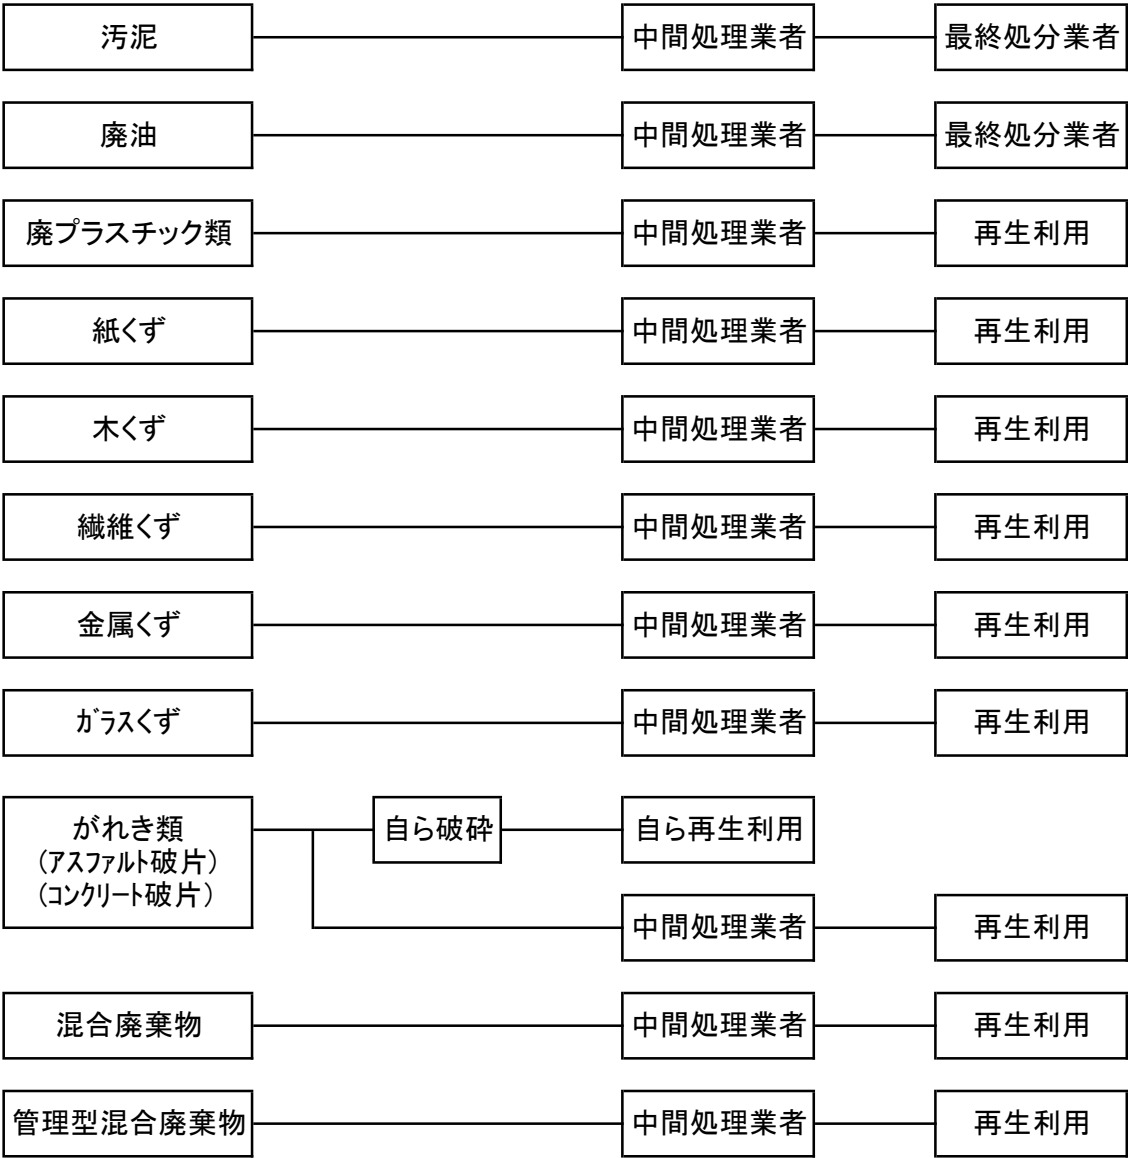 汚泥
中間処理業者
最終処分業者
廃油
中間処理業者
最終処分業者
廃プラスチック類
中間処理業者
再生利用
紙くず
中間処理業者
再生利用
木くず
中間処理業者
再生利用
繊維くず
中間処理業者
再生利用
金属くず
中間処理業者
再生利用
ｶﾞﾗｽくず
中間処理業者
再生利用
がれき類
（ｱｽﾌｧﾙﾄ破片）
（ｺﾝｸﾘｰﾄ破片）
自ら破砕
自ら再生利用
中間処理業者
再生利用
混合廃棄物
中間処理業者
再生利用
管理型混合廃棄物
中間処理業者
再生利用